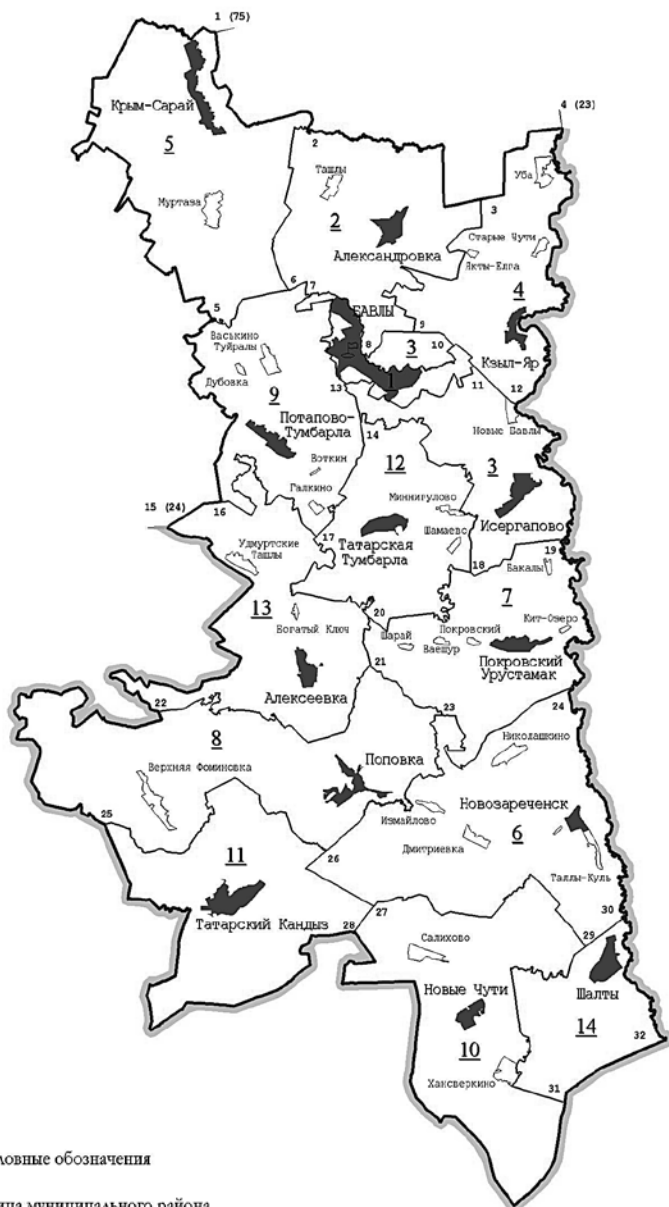 1 (75)
Крым-Сарай
4 (23)
5
2
Ташлы
Уба
Муртаза
3
2
Старые Чути
Александровка
Якты-Елга
4
6
7
5
БАВЛЫ
9
Кзыл-Яр
Васькино
Туйралы
8
3
10
Дубовка
13
1
11
12
9
Новые Бавлы
Потапово-
Тумбарла
14
12
Воткин
3
Миннигулово
Галкино
15 (24)
16
Исергапово
17
Татарская
Тумбарла
Шамаево
Удмуртские
Ташлы
18
19
Бакалы
7
13
20
Кит-Озеро
Богатый Ключ
Шарай
Ваешур
Покровский
21
Покровский
Урустамак
Алексеевка
22
23
24
8
Николашкино
Поповка
Верхняя Фоминовка
Новозареченск
25
Измайлово
6
Дмитриевка
26
11
Таллы-Куль
Татарский Кандыз
27
30
28
29
Салихово
Новые Чути
Шалты
14
32
10
Хансверкино
31
ловные обозначения
ица муниципального района